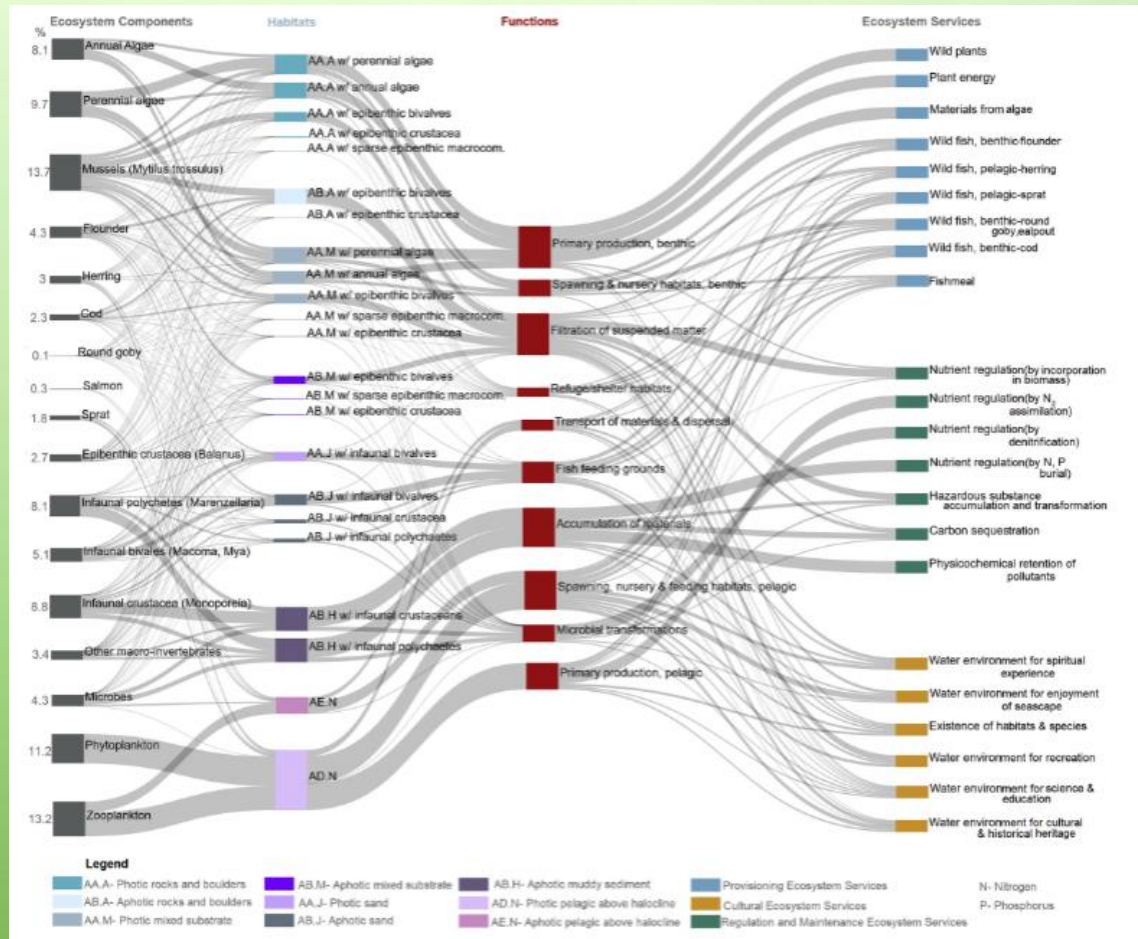 Ecosystem Components
Habitats
Functions
Ecosystem Services
%
8.1
Annual Algae
9.7
Perennial algae
13.7
Mussels (Mytilus trossulus)
4.3
Flounder
3
Herring
2.3
Cod
0.1
Round goby
0.3
Salmon
1.8
Sprat
2.7
Epibenthic crustacea (Balanus)
8.1
Infaunal polychetes (Marenzellaria)
5.1
Infaunal bivales (Macoma, Mya)
8.8
Infaunal crustacea (Monoporeia)
3.4
Other macro-invertebrates
4.3
Microbes
11.2
Phytoplankton
13.2
Zooplankton
AA.A w/ perennial algae
AA.A w/ annual algae
AA.A w/ epibenthic bivalves
AA.A w/ epibenthic crustacea
AA.A w/ sparse epibenthic macrocom.
AB.A w/ epibenthic bivalves
AB.A w/ epibenthic crustacea
AA.M w/ perennial algae
AA.M w/ annual algae
AA.M w/ epibenthic bivalves
AA.M w/ sparse epibenthic macrocom.
AA.M w/ epibenthic crustacea
AB.M w/ epibenthic bivalves
AB.M w/ sparse epibenthic macrocom.
AB.M w/ epibenthic crustacea
AA.J w/ infaunal bivalves
AB.J w/ infaunal bivalves
AB.J w/ infaunal crustacea
AB.J w/ infaunal polychaetes
AB.H w/ infaunal crustaceans
AB.H w/ infaunal polychaetes
AE.N
AD.N
Primary production, benthic
Spawning & nursery habitats, benthic
Filtration of suspended matter
Refuge/shelter habitats
Transport of materials & dispersal
Fish feeding grounds
Accumulation of materials
Spawning, nursery & feeding habitats, pelagic
Microbial transformations
Primary production, pelagic
Wild plants
Plant energy
Materials from algae
Wild fish, benthic-flounder
Wild fish, pelagic-herring
Wild fish, pelagic-sprat
Wild fish, benthic-round
goby, eelpout
Wild fish, benthic-cod
Fishmeal
Nutrient regulation(by incorporation
in biomass)
Nutrient regulation(by N2
assimilation)
Nutrient regulation(by
denitrification)
Nutrient regulation(by N, P
burial)
Hazardous substance
accumulation and transformation
Carbon sequestration
Physicochemical retention of
pollutants
Water environment for spiritual
experience
Water environment for enjoyment
of seascape
Existence of habitats & species
Water environment for recreation
Water environment for science &
education
Water environment for cultural
& historical heritage
Legend
AA.A- Photic rocks and boulders
AB.A- Aphotic rocks and boulders
AA.M- Photic mixed substrate
AB.M- Aphotic mixed substrate
AA.J- Photic sand
AB.J- Aphotic sand
AB.H- Aphotic muddy sediment
AD.N- Photic pelagic above halocline
AE.N- Aphotic pelagic above halocline
Provisioning Ecosystem Services
Cultural Ecosystem Services
Regulation and Maintenance Ecosystem Services
N- Nitrogen
P- Phosphorus